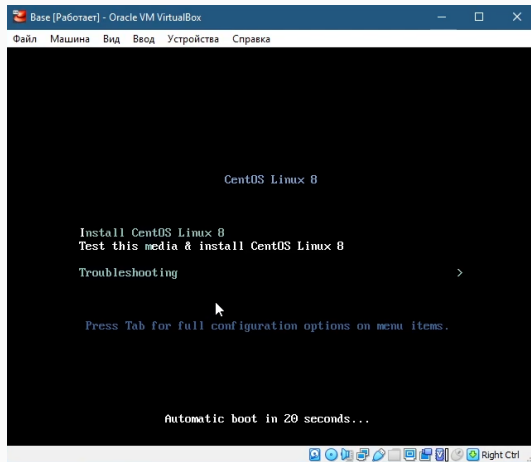 Base [Работает] - Oracle VM VirtualBox
Файл Машина Вид Ввод Устройства Справка
CentOS Linux 8
Install CentOS Linux 8
Test this media & install CentOS Linux 8
Troubleshooting >
Press Tab for full configuration options on menu items.
Automatic boot in 20 seconds...
Right Ctrl